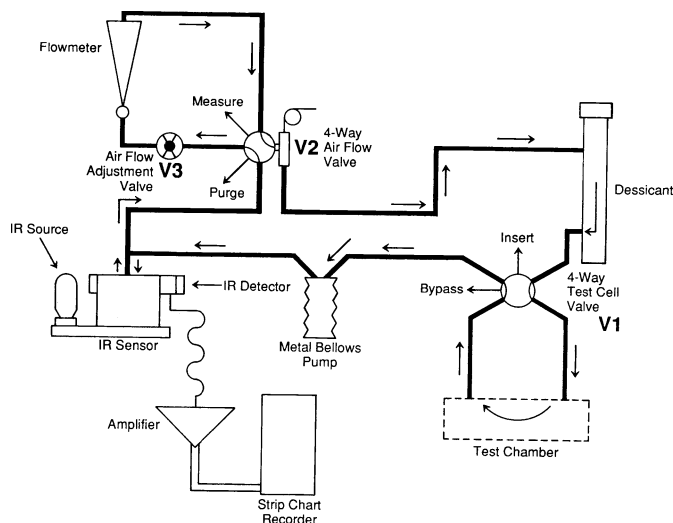 Flowmeter
Measure
V2
4-Way
Air Flow
Valve
Air Flow
Adjustment
Valve
V3
Purge
Dessicant
IR Source
Insert
IR Detector
Bypass
4-Way
Test Cell
Valve
V1
IR Sensor
Metal Bellows
Pump
Amplifier
Test Chamber
Strip Chart
Recorder